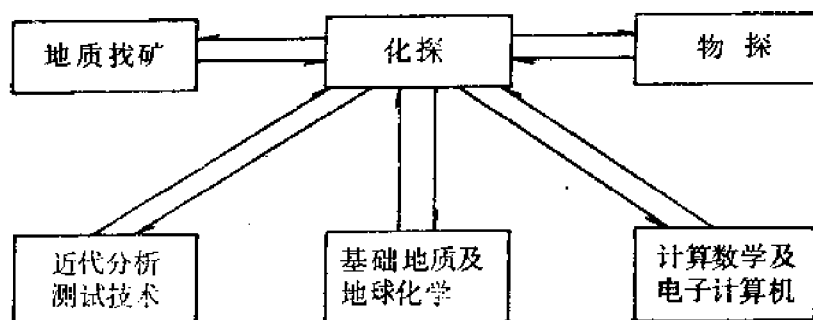 地质找矿
化探
物探
近代分析
测试技术
基础地质及
地球化学
计算数学及
电子计算机